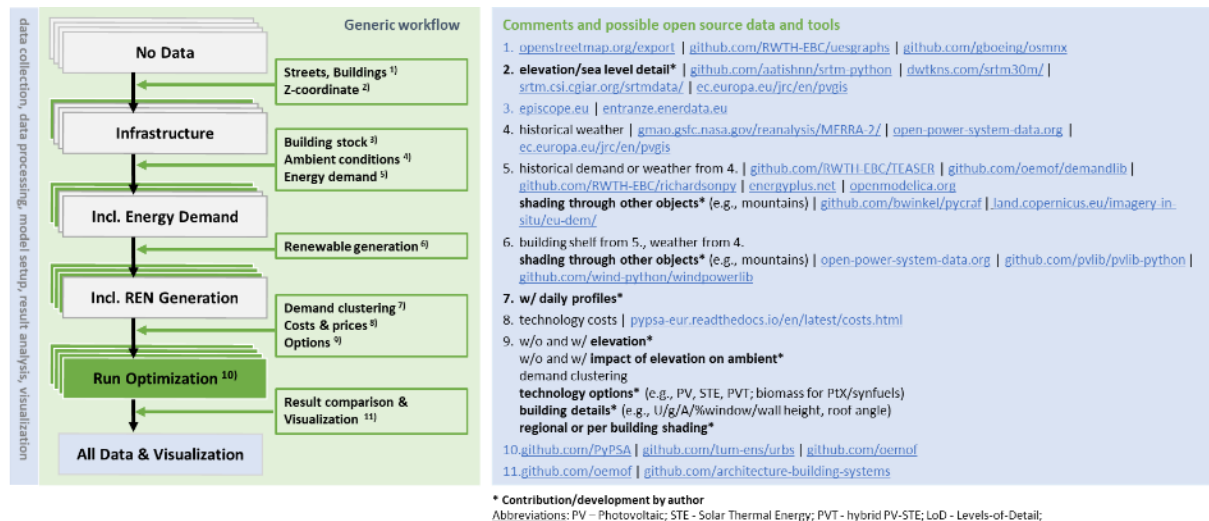 data collection, data processing, model setup, result analysis, visualization
Generic workflow
No Data
Streets, Buildings 1)
Z-coordinate 2)
Infrastructure
Building stock 3)
Ambient conditions 4)
Energy demand 5)
Incl. Energy Demand
Renewable generation 6)
Incl. REN Generation
Demand clustering 7)
Costs & prices 8)
Options 9)
Run Optimization 10)
Result comparison &
Visualization 11)
All Data & Visualization
Comments and possible open source data and tools
1. openstreetmap.org/export | github.com/RWTH-EBC/uesgraphs | github.com/gboeing/osmnx
2. elevation/sea level detail* | github.com/aatishnn/srtm-python | dwtkns.com/srtm30m/ |
srtm.csi.cgiar.org/srtmdata/ | ec.europa.eu/jrc/en/pvgis
3. episcope.eu | entranze.enerdata.eu
4. historical weather | gmao.gsfc.nasa.gov/reanalysis/MERRA-2/ | open-power-system-data.org |
ec.europa.eu/jrc/en/pvgis
5. historical demand or weather from 4. | github.com/RWTH-EBC/TEASER | github.com/oemof/demandlib |
github.com/RWTH-EBC/richardsonpy | energyplus.net | openmodelica.org
shading through other objects* (e.g., mountains) | github.com/bwinkel/pycraf | land.copernicus.eu/imagery-in-
situ/eu-dem/
6. building shelf from 5., weather from 4.
shading through other objects* (e.g., mountains) | open-power-system-data.org | github.com/pvlib/pvlib-python |
github.com/wind-python/windpowerlib
7. w/ daily profiles*
8. technology costs | pypsa-eur.readthedocs.io/en/latest/costs.html
9. w/o and w/ elevation*
w/o and w/ impact of elevation on ambient*
demand clustering
technology options* (e.g., PV, STE, PVT; biomass for PtX/synfuels)
building details* (e.g., U/g/A/%window/wall height, roof angle)
regional or per building shading*
10.github.com/PyPSA | github.com/tum-ens/urbs | github.com/oemof
11.github.com/oemof | github.com/architecture-building-systems
* Contribution/development by author
Abbreviations: PV – Photovoltaic; STE - Solar Thermal Energy; PVT - hybrid PV-STE; LoD - Levels-of-Detail;